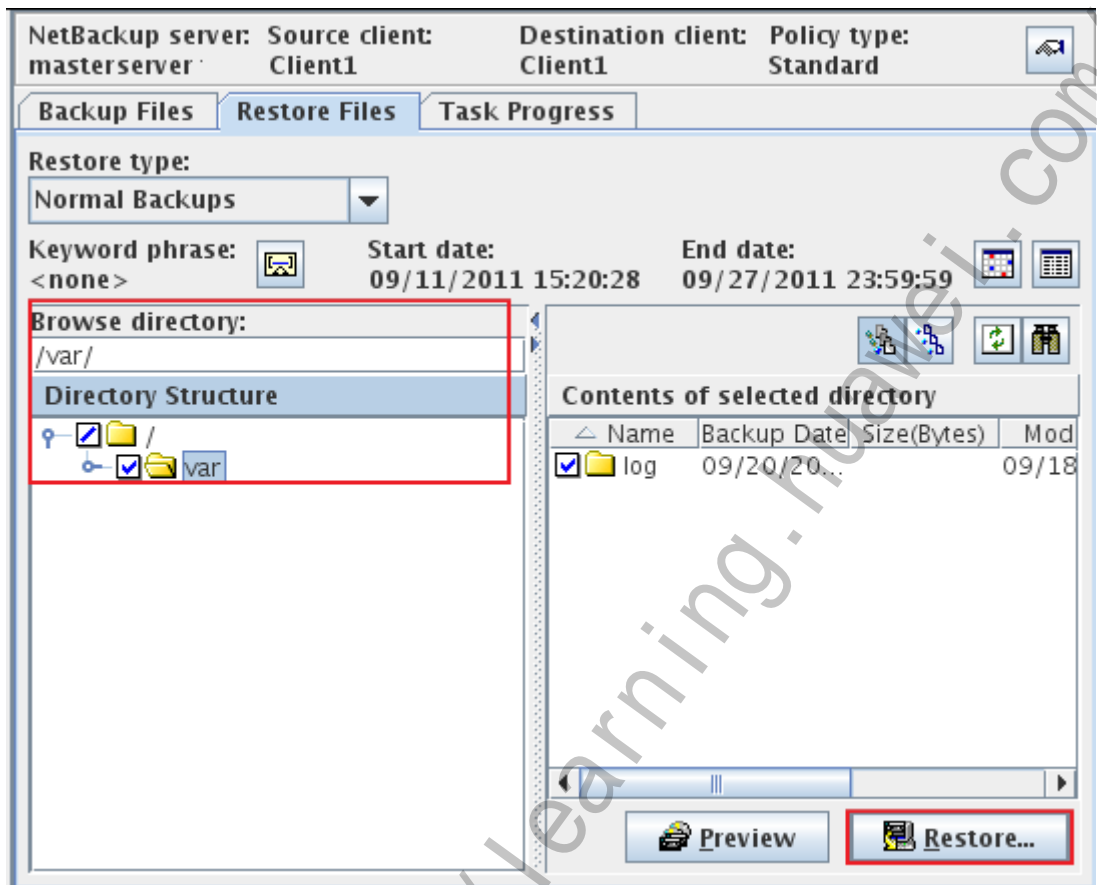 NetBackup server: Source client: Destination client: Policy type:
masterserver Client1 Client1 Standard
Backup Files Restore Files Task Progress
Restore type:
Normal Backups
Keyword phrase: Start date: End date:
<none> 09/11/2011 15:20:28 09/27/2011 23:59:59
Browse directory:
/var/
Directory Structure Contents of selected directory
/ Name Backup Date Size(Bytes) Mod
var log 09/20/20... 09/18
Preview Restore...
learning.huawei.com